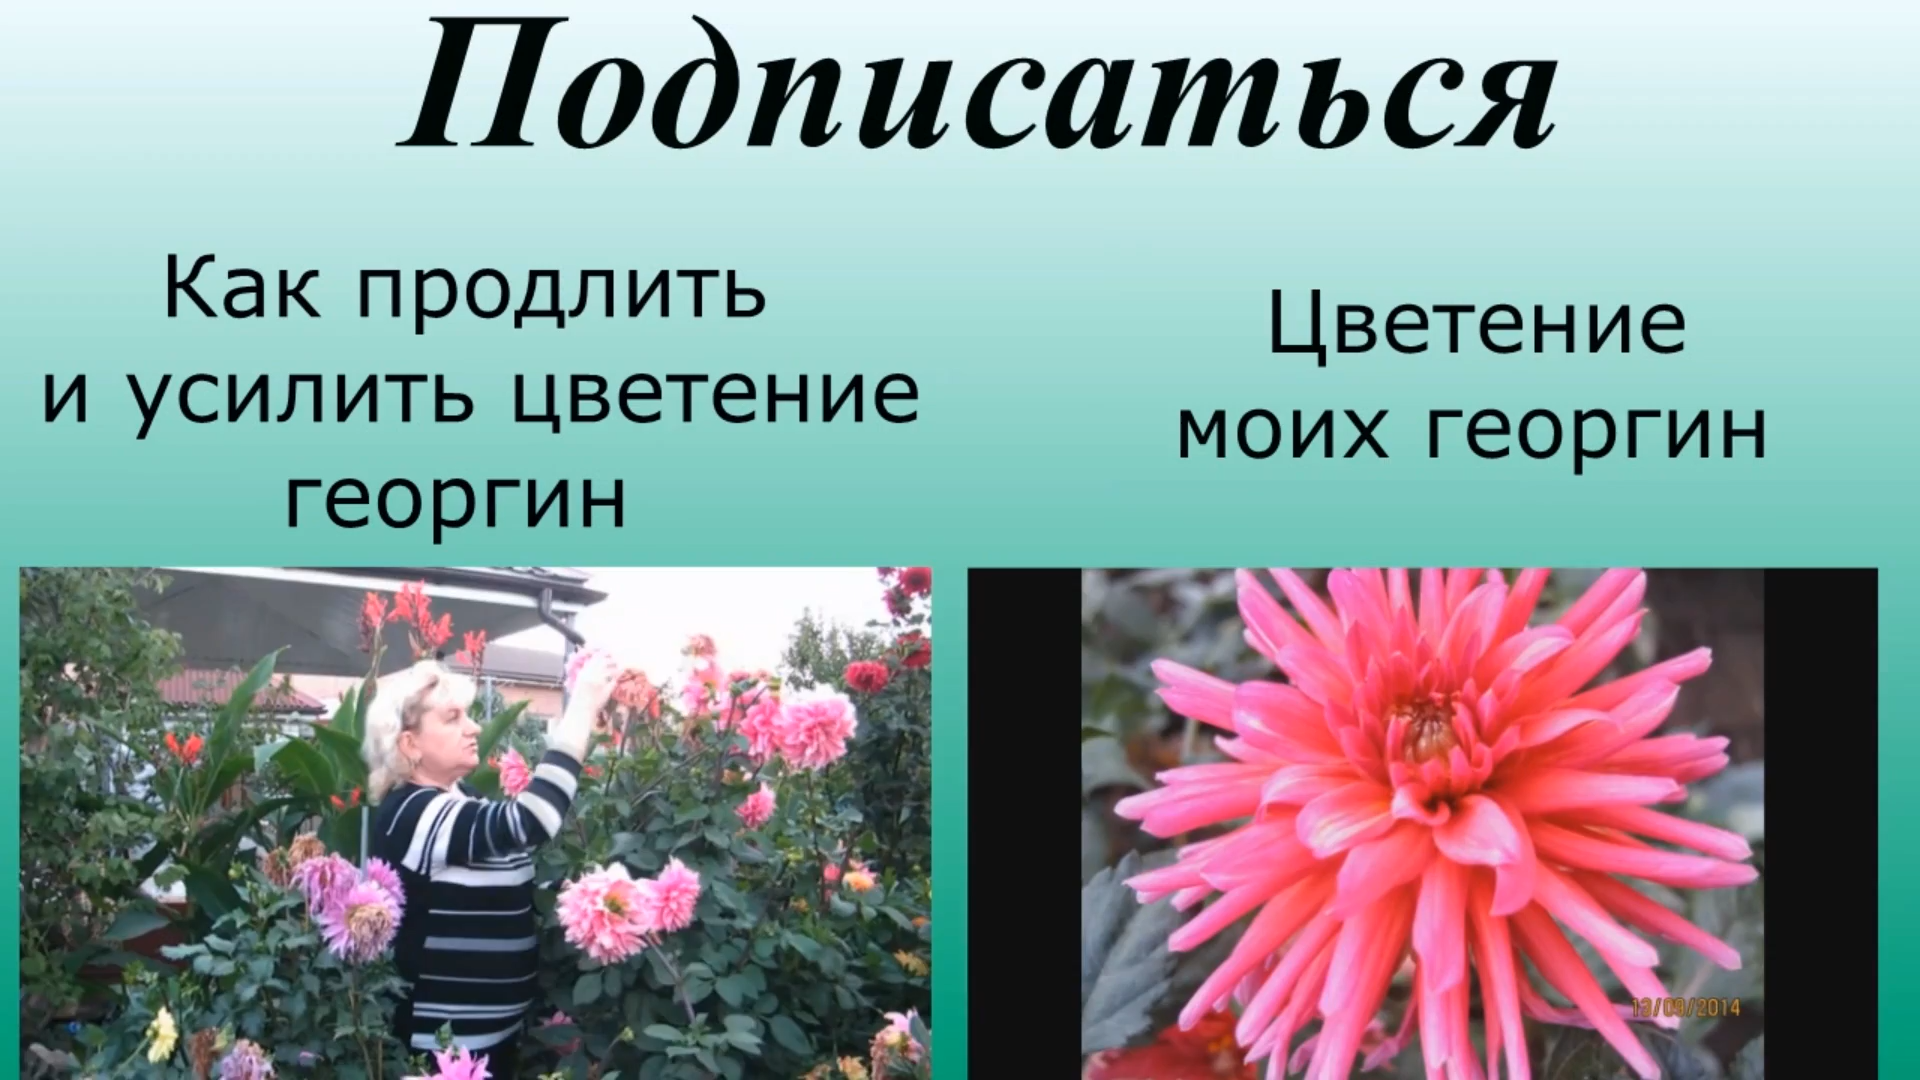 Подписаться
Как продлить
и усилить цветение
георгин
Цветение
моих георгин
13/09/2014